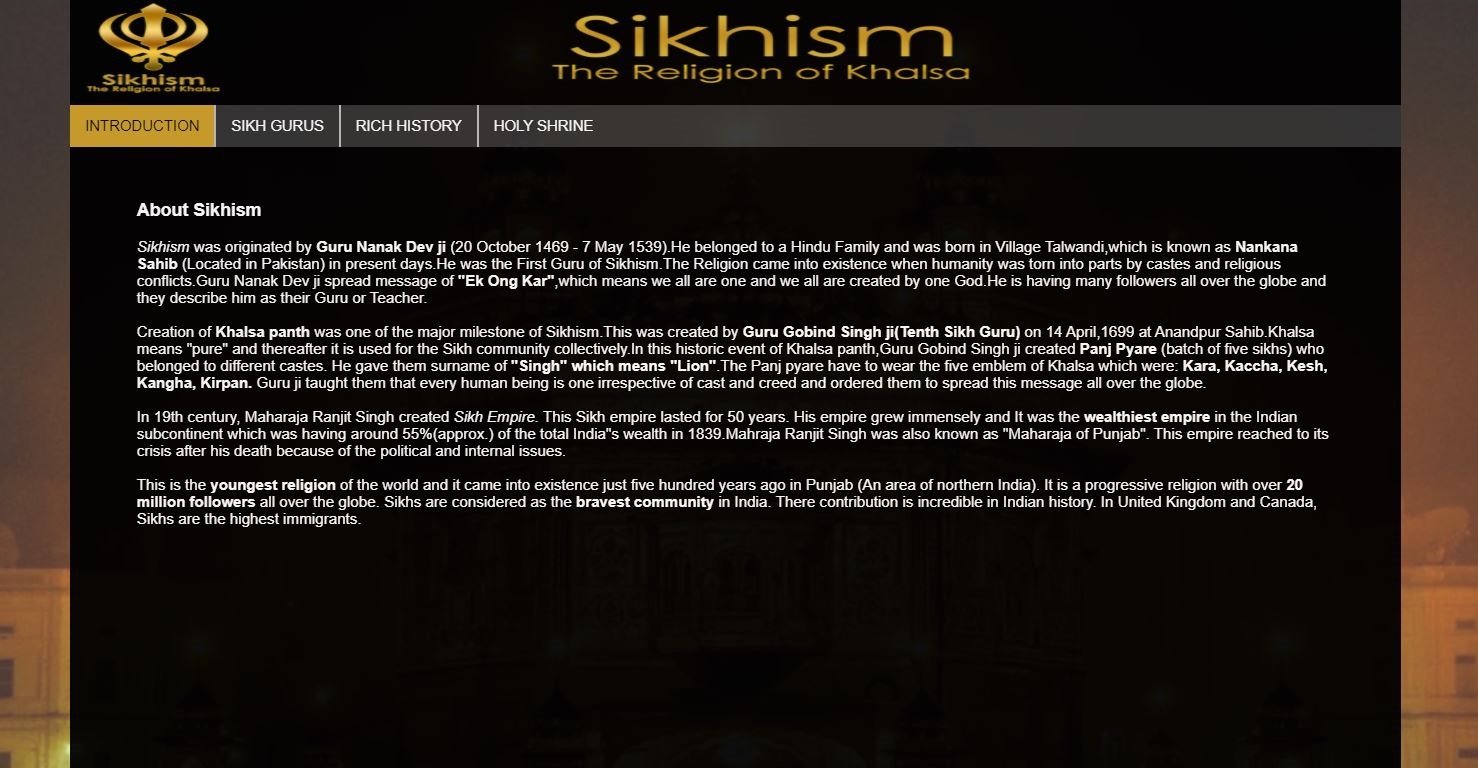 Sikhism
The Religion of Khalsa
Sikhism
The Religion of Khalsa
INTRODUCTION
SIKH GURUS
RICH HISTORY
HOLY SHRINE
About Sikhism
Sikhism was originated by Guru Nanak Dev ji (20 October 1469 - 7 May 1539).He belonged to a Hindu Family and was born in Village Talwandi,which is known as Nankana
Sahib (Located in Pakistan) in present days.He was the First Guru of Sikhism.The Religion came into existence when humanity was torn into parts by castes and religious
conflicts.Guru Nanak Dev ji spread message of "Ek Ong Kar",which means we all are one and we all are created by one God.He is having many followers all over the globe and
they describe him as their Guru or Teacher.
Creation of Khalsa panth was one of the major milestone of Sikhism.This was created by Guru Gobind Singh ji(Tenth Sikh Guru) on 14 April,1699 at Anandpur Sahib.Khalsa
means "pure" and thereafter it is used for the Sikh community collectively.In this historic event of Khalsa panth,Guru Gobind Singh ji created Panj Pyare (batch of five sikhs) who
belonged to different castes. He gave them surname of "Singh" which means "Lion".The Panj pyare have to wear the five emblem of Khalsa which were: Kara, Kaccha, Kesh,
Kangha, Kirpan. Guru ji taught them that every human being is one irrespective of cast and creed and ordered them to spread this message all over the globe.
In 19th century, Maharaja Ranjit Singh created Sikh Empire. This Sikh empire lasted for 50 years. His empire grew immensely and It was the wealthiest empire in the Indian
subcontinent which was having around 55%(approx.) of the total India"s wealth in 1839.Mahraja Ranjit Singh was also known as "Maharaja of Punjab". This empire reached to its
crisis after his death because of the political and internal issues.
This is the youngest religion of the world and it came into existence just five hundred years ago in Punjab (An area of northern India). It is a progressive religion with over 20
million followers all over the globe. Sikhs are considered as the bravest community in India. There contribution is incredible in Indian history. In United Kingdom and Canada,
Sikhs are the highest immigrants.